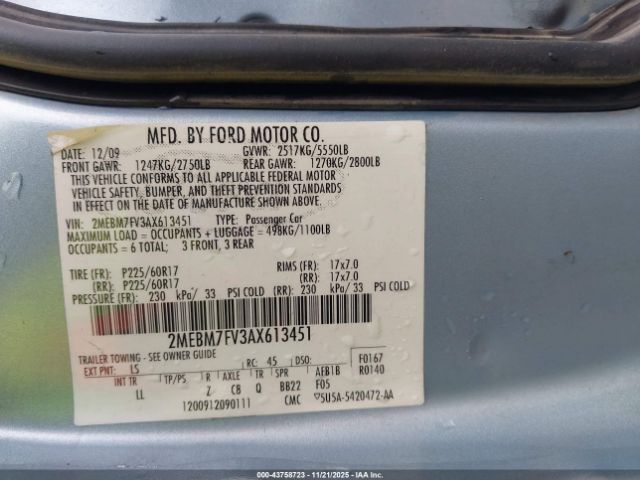 MFD. BY FORD MOTOR CO.
DATE: 12/09 GVWR: 2517KG/5550LB
FRONT GAWR: 1247KG/2750LB REAR GAWR: 1270KG/2800LB
THIS VEHICLE CONFORMS TO ALL APPLICABLE FEDERAL MOTOR
VEHICLE SAFETY, BUMPER, AND THEFT PREVENTION STANDARDS
IN EFFECT ON THE DATE OF MANUFACTURE SHOWN ABOVE.
VIN: 2MEBM7FV3AX613451 TYPE: Passenger Car
MAXIMUM LOAD = OCCUPANTS + LUGGAGE = 498KG/1100LB
OCCUPANTS = 6 TOTAL; 3 FRONT, 3 REAR
TIRE (FR): P225/60R17 RIMS (FR): 17x7.0
(RR): P225/60R17 (RR): 17x7.0
PRESSURE (FR): 230 kPa/ 33 PSI COLD (RR): 230 kPa/ 33 PSI COLD
2MEBM7FV3AX613451
TRAILER TOWING - SEE OWNER GUIDE
EXT PNT: LS RC: 45 DSO: F0167
INT TR TP/PS R AXLE TR SPR AFB1B R0140
LL Z C8 Q BB22 F05
1200912090111 CMC 5U5A-5420472-AA
000-43758723 — 11/21/2025 — IAA Inc.